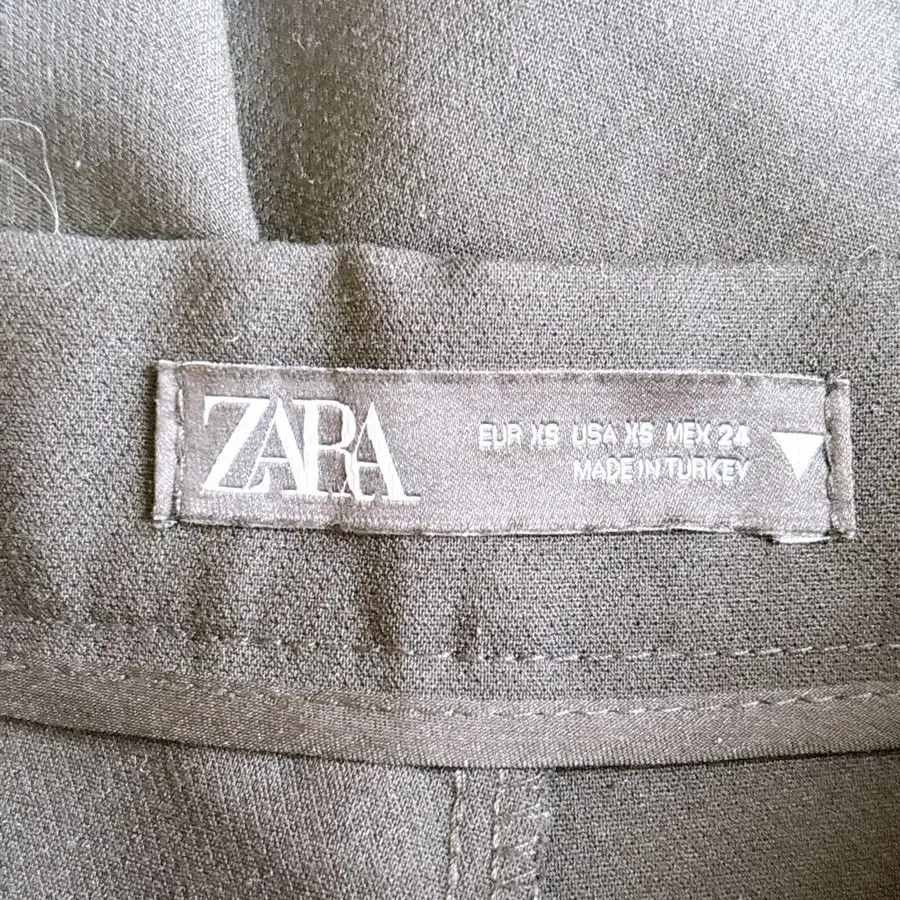 ZARA
EUR XS USA XS MEX 24
MADE IN TURKEY